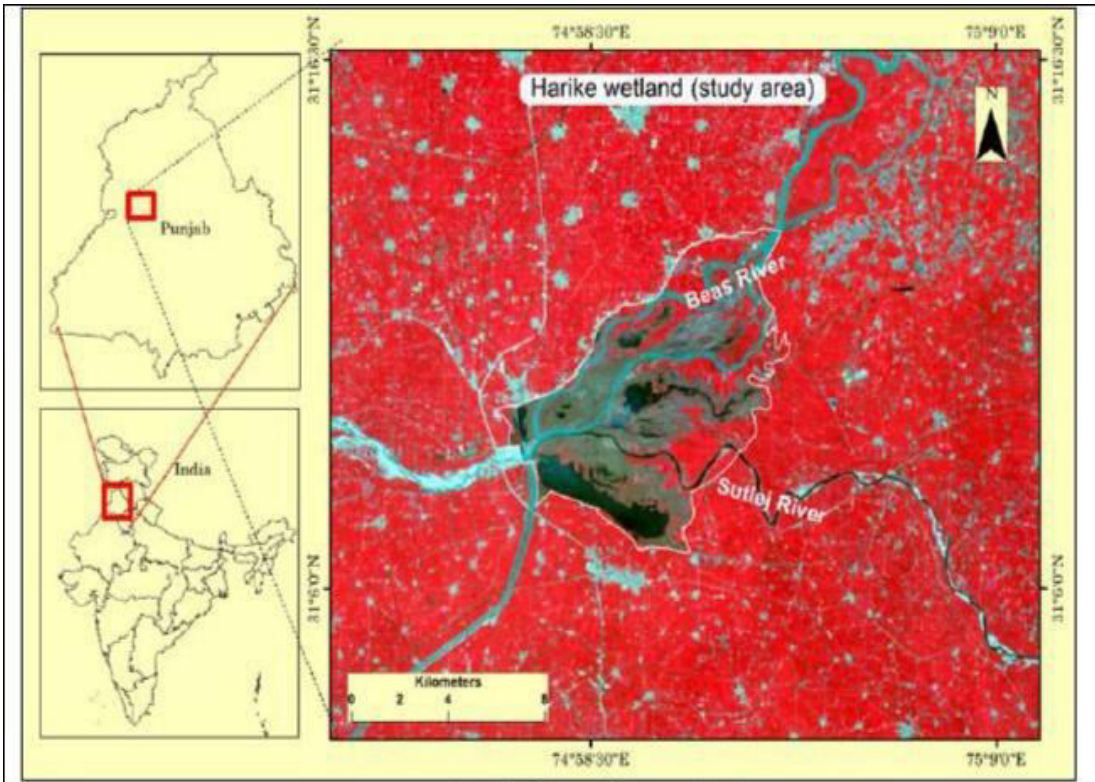 74°58'30"E
75°9'0"E
31°16'30"N
31°16'30"N
Harike wetland (study area)
N
Punjab
Beas River
India
Sutlej River
31°6'0"N
31°6'0"N
Kilometers
0 2 4 8
74°58'30"E
75°9'0"E